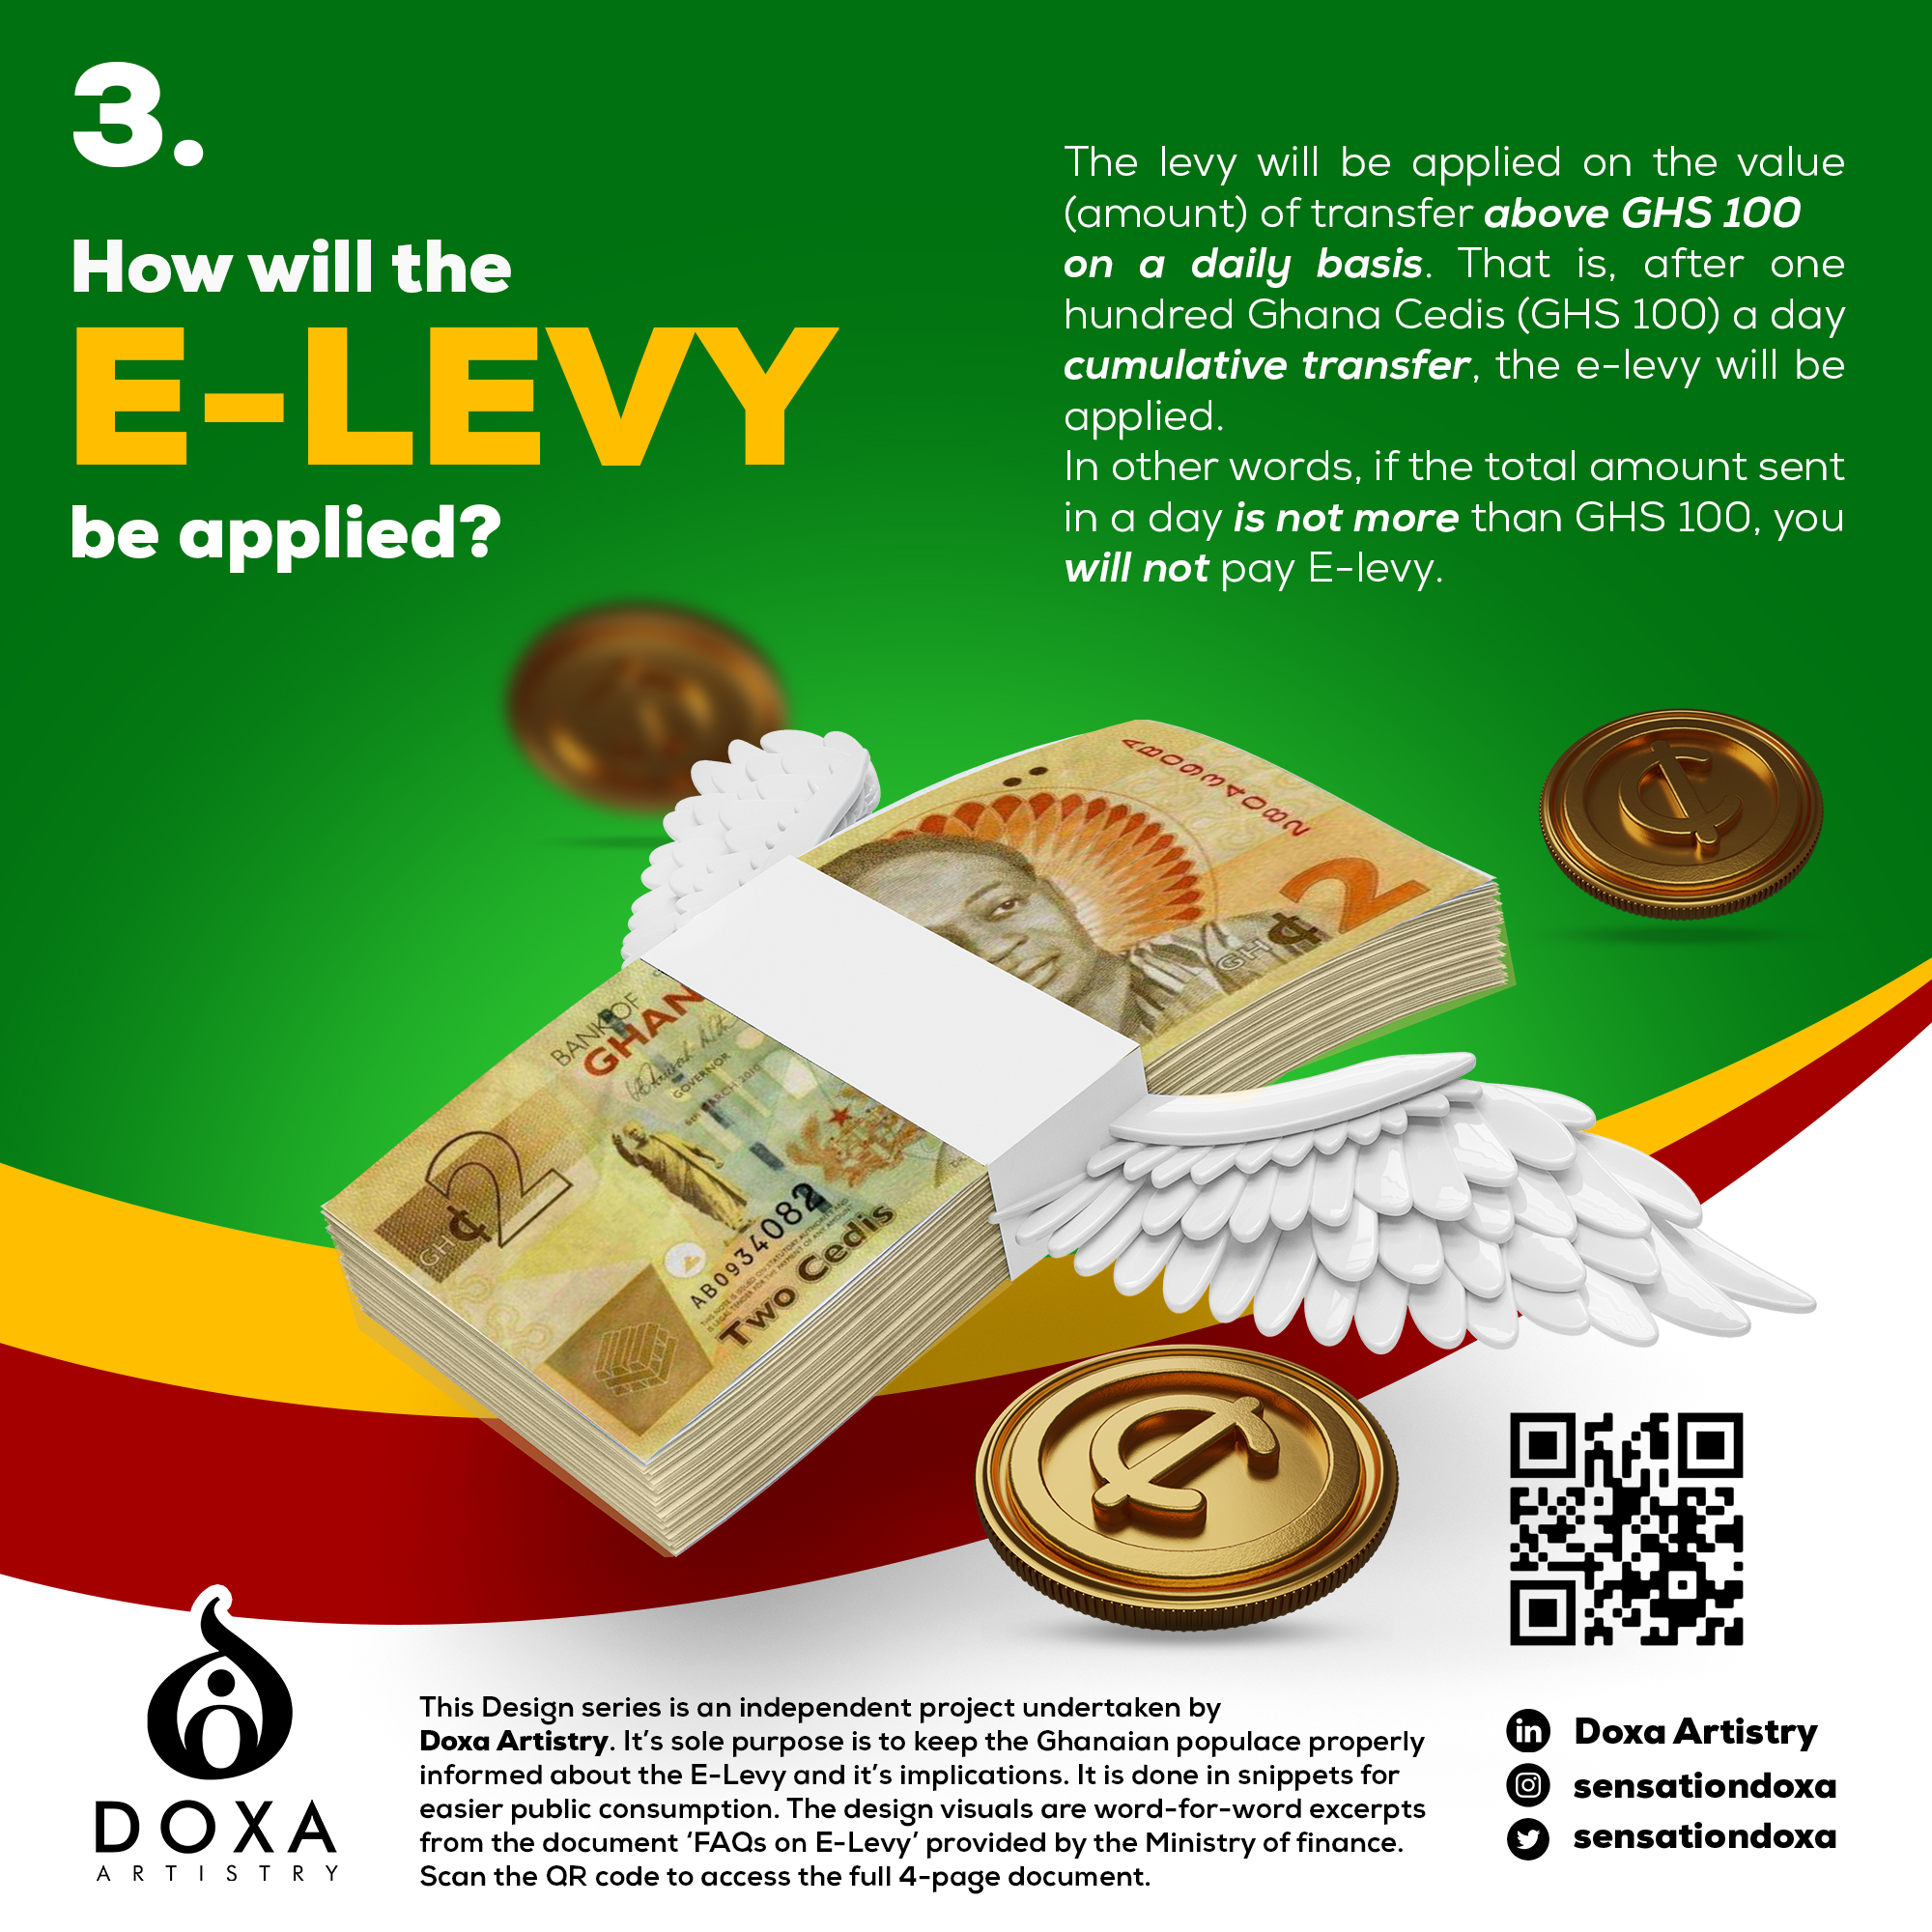 3.
How will the
E-LEVY
be applied?
The levy will be applied on the value
(amount) of transfer above GHS 100
on a daily basis. That is, after one
hundred Ghana Cedis (GHS 100) a day
cumulative transfer, the e-levy will be
applied.
In other words, if the total amount sent
in a day is not more than GHS 100, you
will not pay E-levy.
AB0934082
2
GH₵
BANK OF
GHAN
GOVERNOR
2010
2
GH₵
AB0934082
Two Cedis
This Design series is an independent project undertaken by
Doxa Artistry. It's sole purpose is to keep the Ghanaian populace properly
informed about the E-Levy and it's implications. It is done in snippets for
easier public consumption. The design visuals are word-for-word excerpts
from the document 'FAQs on E-Levy' provided by the Ministry of finance.
Scan the QR code to access the full 4-page document.
DOXA
ARTISTRY
in Doxa Artistry
sensationdoxa
sensationdoxa